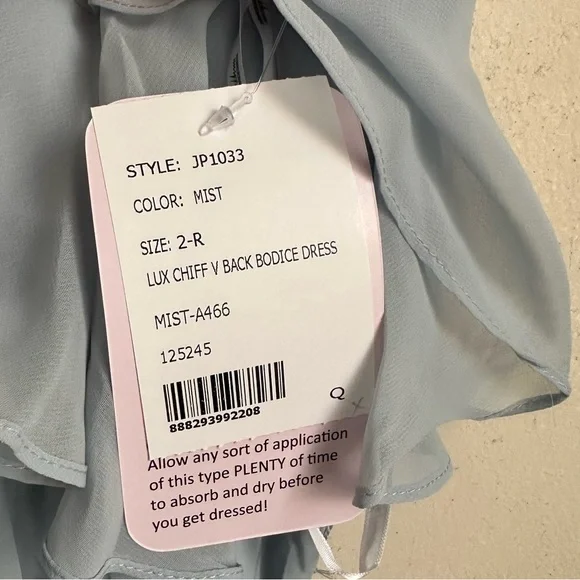 STYLE: JP1033
COLOR: MIST
SIZE: 2-R
LUX CHIFF V BACK BODICE DRESS
MIST-A466
125245
888293992208
Q
Allow any sort of application
of this type PLENTY of time
to absorb and dry before
you get dressed!